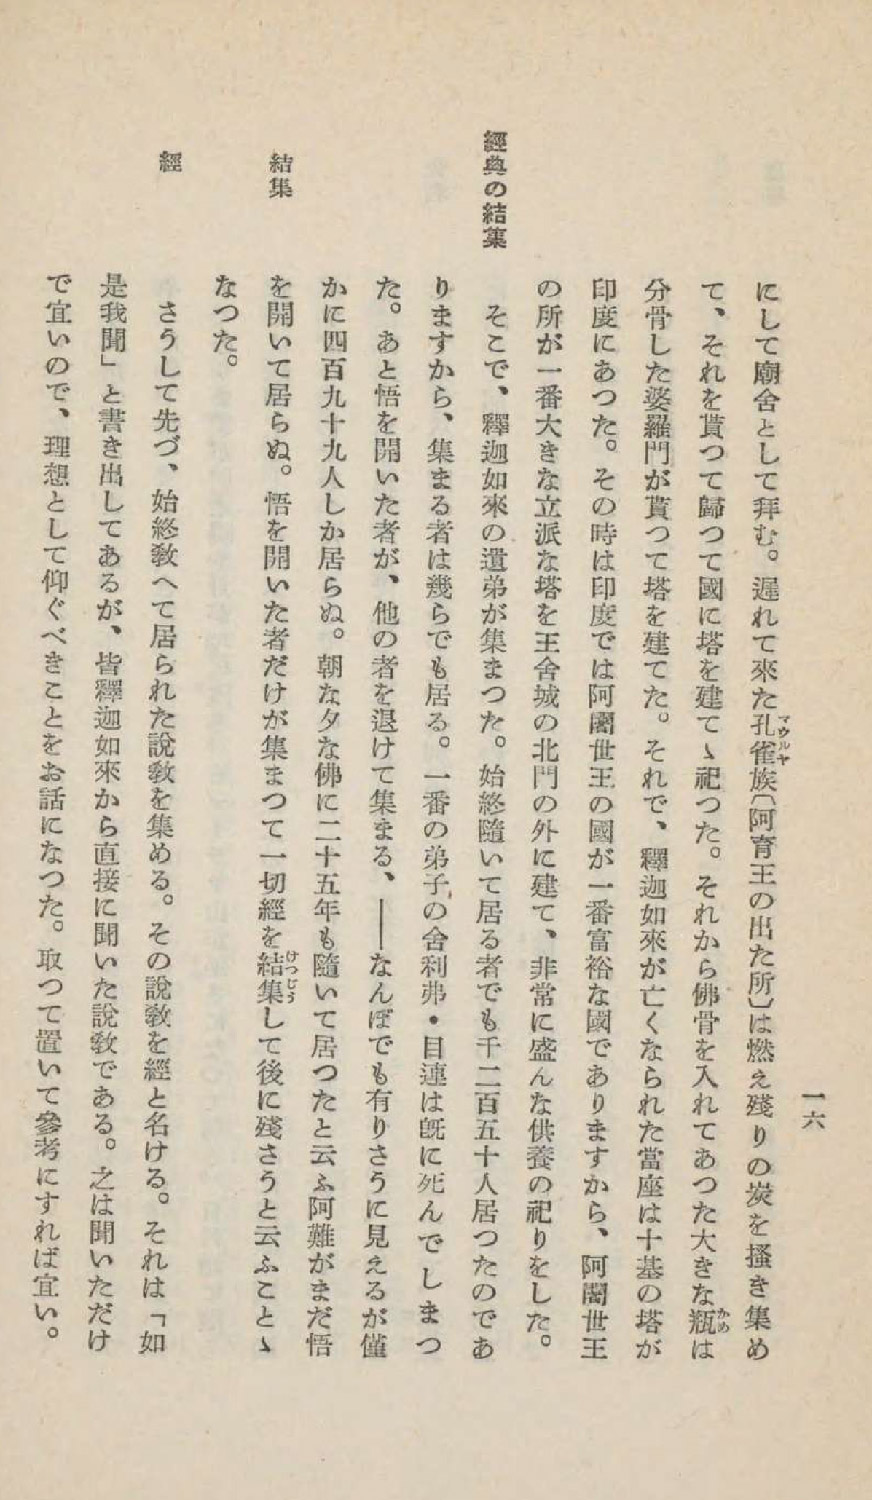 一六
にして廟舍として拜む。遲れて來た孔雀族〔阿育王の出た所〕は燃え殘りの炭を搔き集め
マウルヤ
て、それを貰つて歸つて國に塔を建てゝ祀つた。それから佛骨を入れてあつた大きな瓶は
かめ
分骨した婆羅門が貰つて塔を建てた。それで、釋迦如來が亡くなられた當座は十基の塔が
印度にあつた。その時は印度では阿闍世王の國が一番富裕な國でありますから、阿闍世王
の所が一番大きな立派な塔を王舍城の北門の外に建て、非常に盛んな供養の祀りをした。
經典の結集
そこで、釋迦如來の遺弟が集まつた。始終隨いて居る者でも千二百五十人居つたのであ
りますから、集まる者は幾らでも居る。一番の弟子の舍利弗・目連は旣に死んでしまつ
た。あと悟を開いた者が、他の者を退けて集まる、――なんぼでも有りさうに見えるが僅
かに四百九十九人しか居らぬ。朝な夕な佛に二十五年も隨いて居つたと云ふ阿難がまだ悟
結集
を開いて居らぬ。悟を開いた者だけが集まつて一切經を結集して後に殘さうと云ふことゝ
けつじう
なつた。
經
さうして先づ、始終敎へて居られた說敎を集める。その說敎を經と名ける。それは「如
是我聞」と書き出してあるが、皆釋迦如來から直接に聞いた說敎である。之は聞いただけ
で宜いので、理想として仰ぐべきことをお話になつた。取つて置いて參考にすれば宜い。